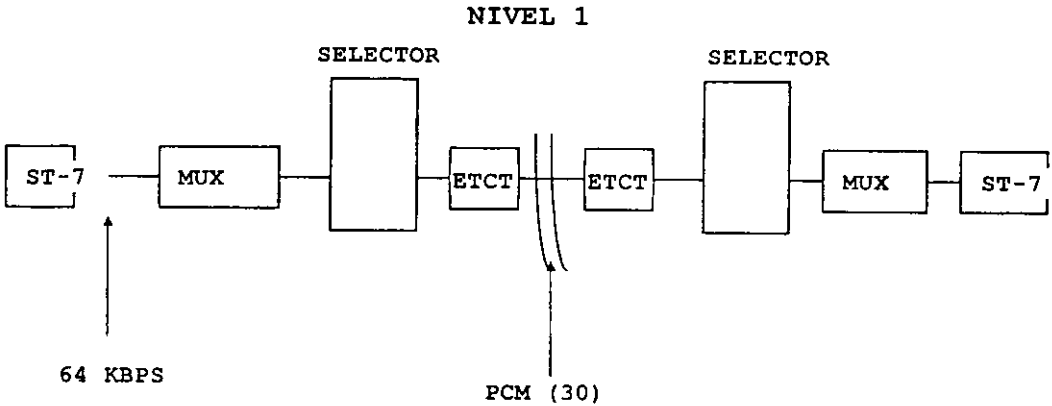 NIVEL 1
SELECTOR
SELECTOR
ST-7
MUX
ETCT
ETCT
MUX
ST-7
64 KBPS
PCM (30)